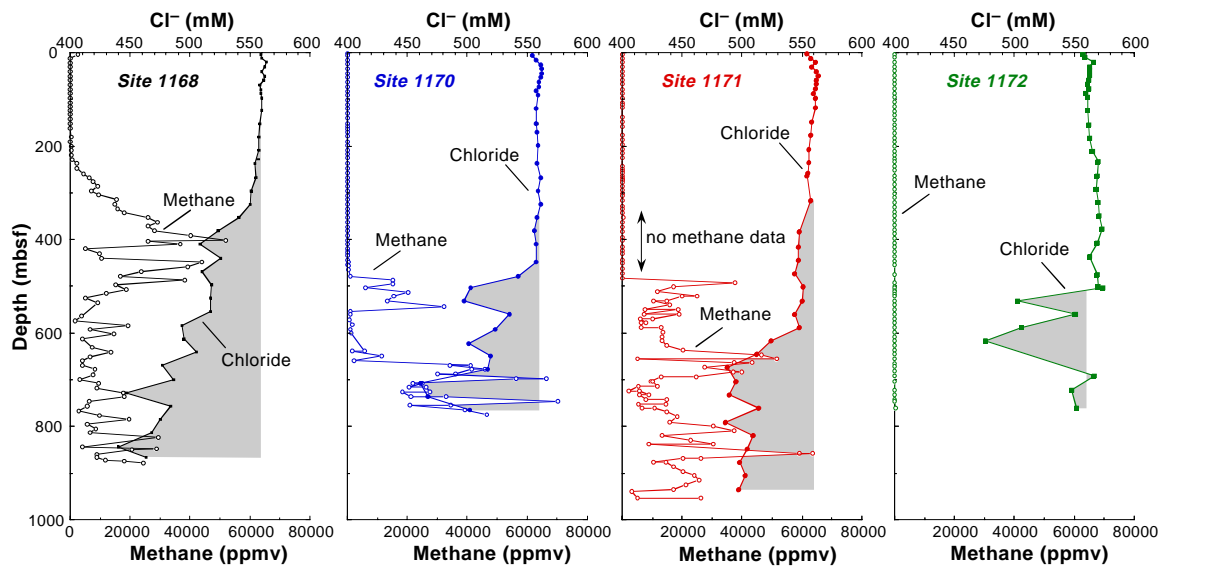 Cl⁻ (mM) Cl⁻ (mM) Cl⁻ (mM) Cl⁻ (mM)
400 450 500 550 600 400 450 500 550 600 400 450 500 550 600 400 450 500 550 600
0
Site 1168 Site 1170 Site 1171 Site 1172
Chloride
200 Chloride
Methane Methane
Methane no methane data
400
Chloride
Depth (mbsf)
Methane
600
Chloride
800
1000
20000 40000 60000 80000 20000 40000 60000 80000 20000 40000 60000 80000 20000 40000 60000 80000
Methane (ppmv) Methane (ppmv) Methane (ppmv) Methane (ppmv)